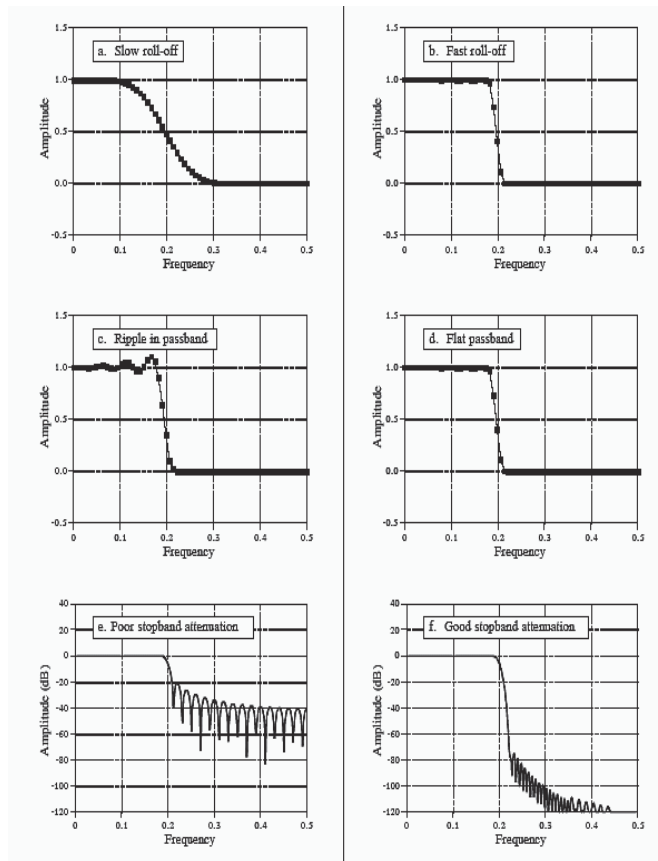 a. Slow roll-off
1.5
1.0
0.5
0.0
-0.5
Amplitude
0 0.1 0.2 0.3 0.4 0.5
Frequency
b. Fast roll-off
1.5
1.0
0.5
0.0
-0.5
Amplitude
0 0.1 0.2 0.3 0.4 0.5
Frequency
c. Ripple in passband
1.5
1.0
0.5
0.0
-0.5
Amplitude
0 0.1 0.2 0.3 0.4 0.5
Frequency
d. Flat passband
1.5
1.0
0.5
0.0
-0.5
Amplitude
0 0.1 0.2 0.3 0.4 0.5
Frequency
e. Poor stopband attenuation
40
20
0
-20
-40
-60
-80
-100
-120
Amplitude (dB)
0 0.1 0.2 0.3 0.4 0.5
Frequency
f. Good stopband attenuation
40
20
0
-20
-40
-60
-80
-100
-120
Amplitude (dB)
0 0.1 0.2 0.3 0.4 0.5
Frequency